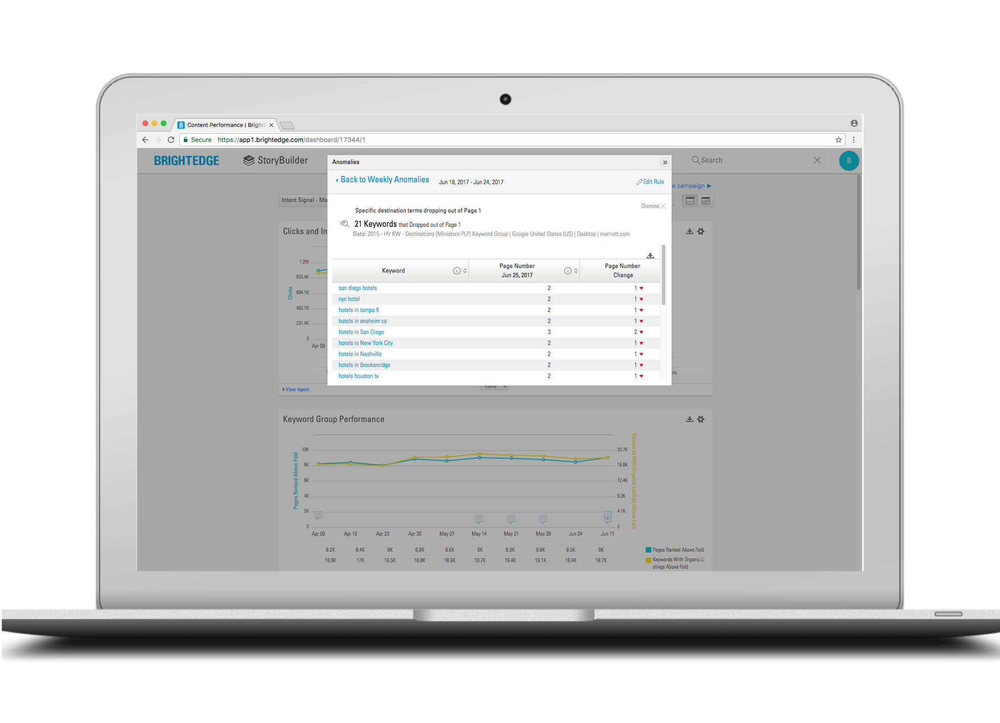 B Content Performance | BrightE
Secure https://app1.brightedge.com/dashboard/17344/1
BRIGHTEDGE StoryBuilder
Search
B
Anomalies
Back to Weekly Anomalies Jun 18, 2017 - Jun 24, 2017 Edit Rule
e campaign
Intent Signal - Ma
Dismiss
Specific destination terms dropping out of Page 1
21 Keywords that Dropped out of Page 1
Data: 2015 - HV KW - Destinations (Ministore PLP) Keyword Group | Google United States (US) | Desktop | marriott.com
Keyword Page Number Jun 25, 2017 Page Number Change
san diego hotels 2 1
nyc hotel 2 1
hotels in tampa fl 2 1
hotels in anaheim ca 2 1
hotels in San Diego 3 2
hotels in New York City 2 1
hotels in Nashville 2 1
hotels in Breckenridge 2 1
hotels houston tx 2 1
Clicks and Im
Clicks
1.2M
925.4K
694.1K
462.7K
231.4K
0
Apr 09
1
ns
View report
Events
Keyword Group Performance
Pages Ranked Above Fold
10K
8K
6K
4K
2K
0
20.7K
16.6K
12.4K
8.3K
4.1K
0
Keywords With Organic Listings Above Fold
Apr 09 Apr 16 Apr 23 Apr 30 May 07 May 14 May 21 May 28 Jun 04 Jun 11
8.2K 8.4K 8K 8.9K 8.6K 9K 8.9K 8.8K 8.5K 9K Pages Ranked Above Fold
16.9K 17K 16.5K 18.8K 18.9K 19.7K 19.4K 19.1K 18.4K 18.7K Keywords With Organic Li
stings Above Fold